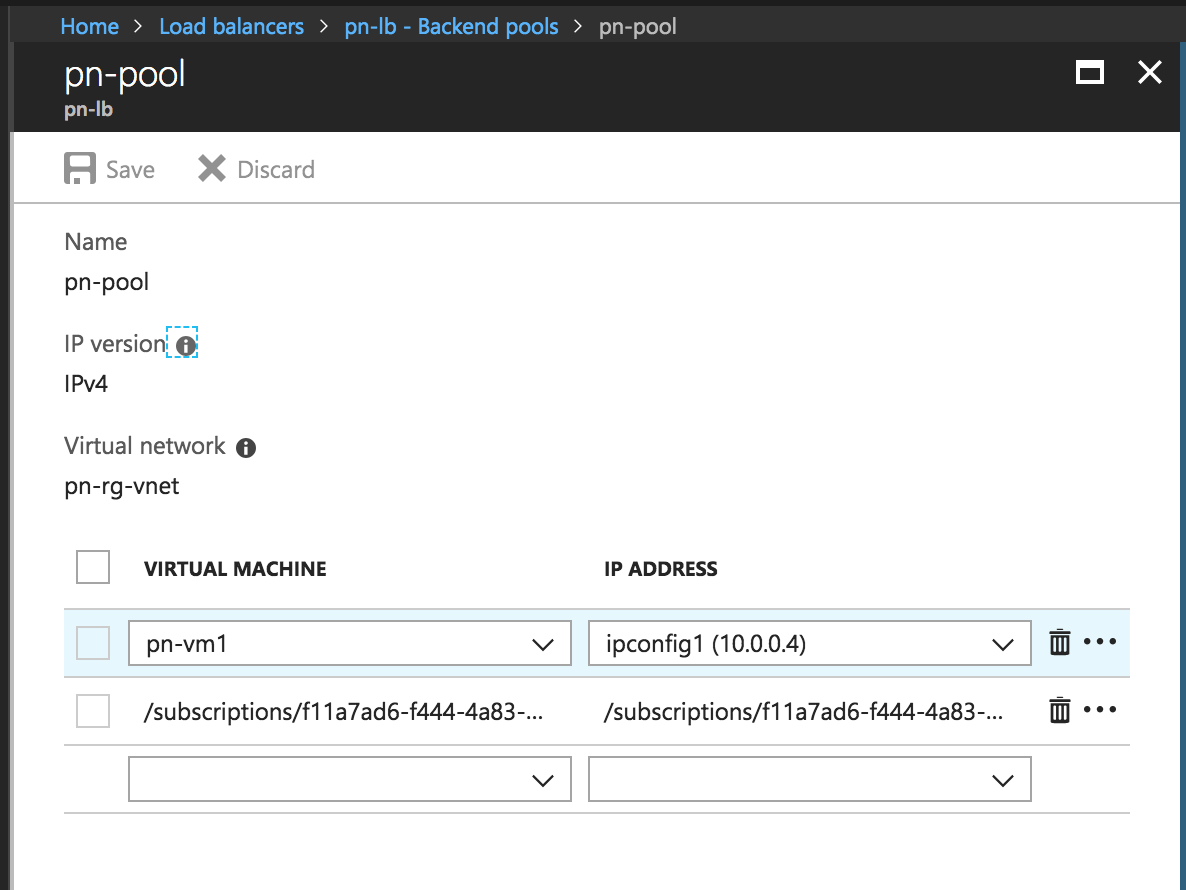 Home > Load balancers > pn-lb - Backend pools > pn-pool
pn-pool
pn-lb
Save Discard
Name
pn-pool
IP version
IPv4
Virtual network
pn-rg-vnet
VIRTUAL MACHINE IP ADDRESS
pn-vm1 ipconfig1 (10.0.0.4)
/subscriptions/f11a7ad6-f444-4a83-... /subscriptions/f11a7ad6-f444-4a83-...